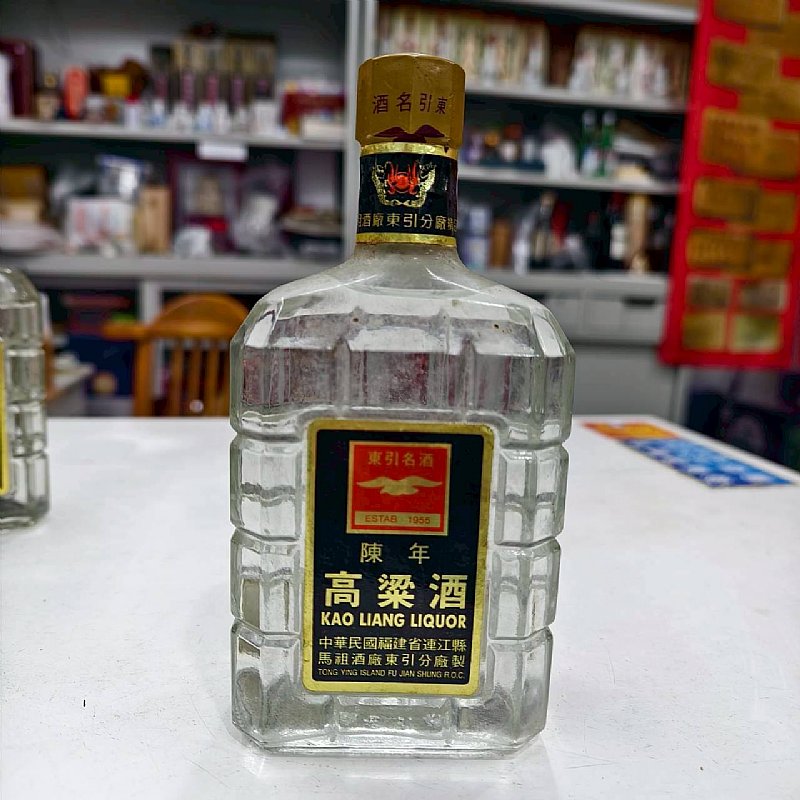 酒名引東
祖酒廠東引分廠
東引名酒
ESTAB 1955
陳年
高粱酒
KAO LIANG LIQUOR
中華民國福建省連江縣
馬祖酒廠東引分廠製
TONG YING ISLAND FU JIAN SHUNG R.O.C.